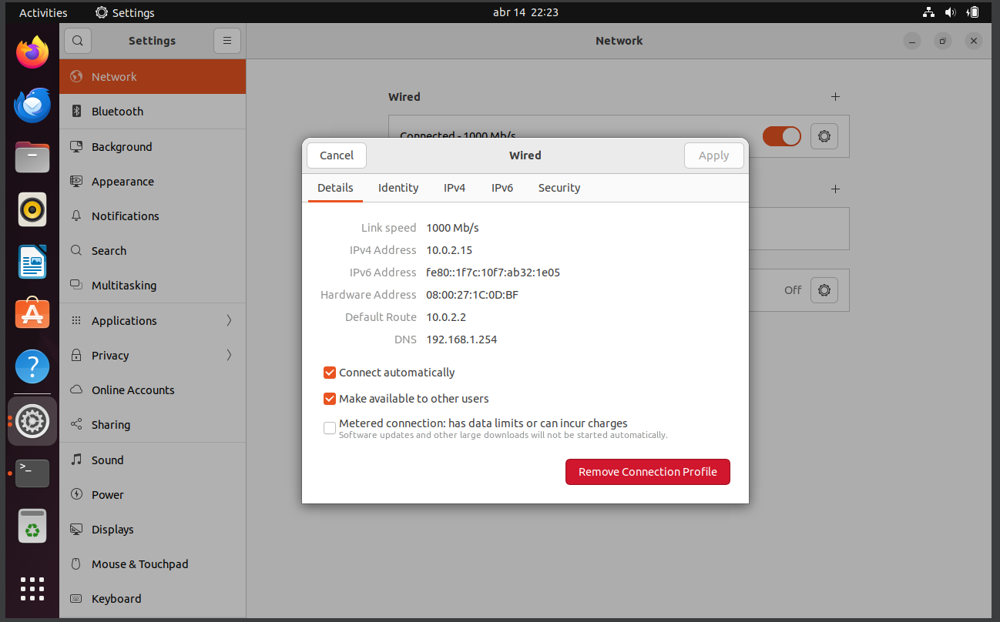 Activities Settings abr 14 22:23
Settings
Network
Network
Bluetooth
Background
Appearance
Notifications
Search
Multitasking
Applications
Privacy
Online Accounts
Sharing
Sound
Power
Displays
Mouse & Touchpad
Keyboard
Wired
Connected - 1000 Mb/s
Off
Cancel Wired Apply
Details Identity IPv4 IPv6 Security
Link speed 1000 Mb/s
IPv4 Address 10.0.2.15
IPv6 Address fe80::1f7c:10f7:ab32:1e05
Hardware Address 08:00:27:1C:0D:BF
Default Route 10.0.2.2
DNS 192.168.1.254
Connect automatically
Make available to other users
Metered connection: has data limits or can incur charges
Software updates and other large downloads will not be started automatically.
Remove Connection Profile